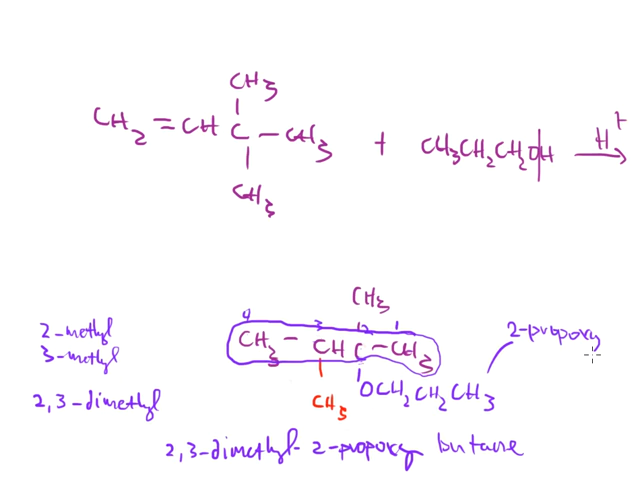 CH3
CH2 = CH C - CH3 + CH3CH2CH2OH H+
CH3
CH3
4 3 2 1
CH3 - CH C - CH3
CH3
OCH2CH2CH3
2-propoxy
2-methyl
3-methyl
2,3-dimethyl
2,3-dimethyl-2-propoxy butane